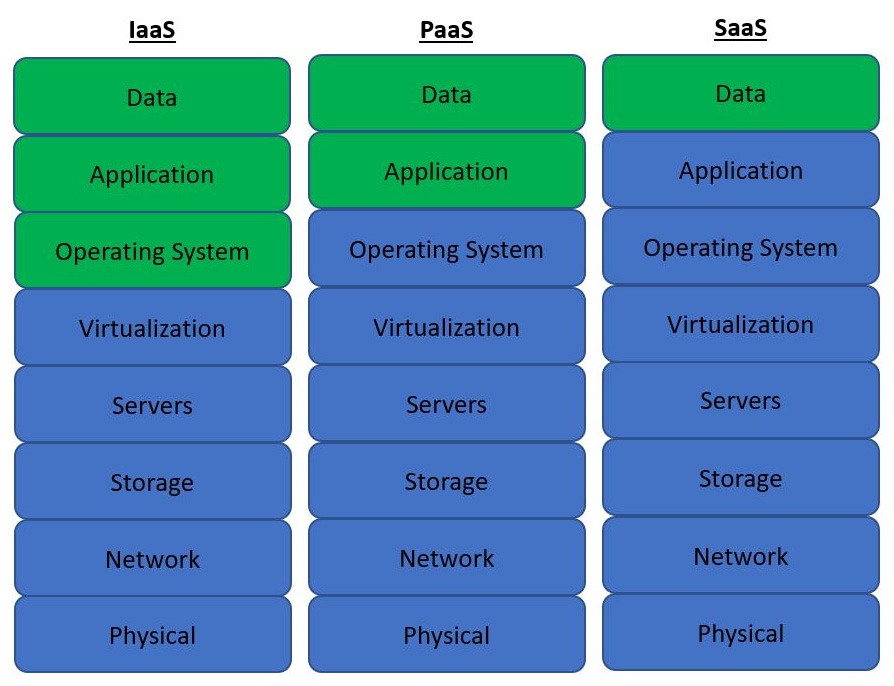 IaaS
Data
Application
Operating System
Virtualization
Servers
Storage
Network
Physical
PaaS
Data
Application
Operating System
Virtualization
Servers
Storage
Network
Physical
SaaS
Data
Application
Operating System
Virtualization
Servers
Storage
Network
Physical